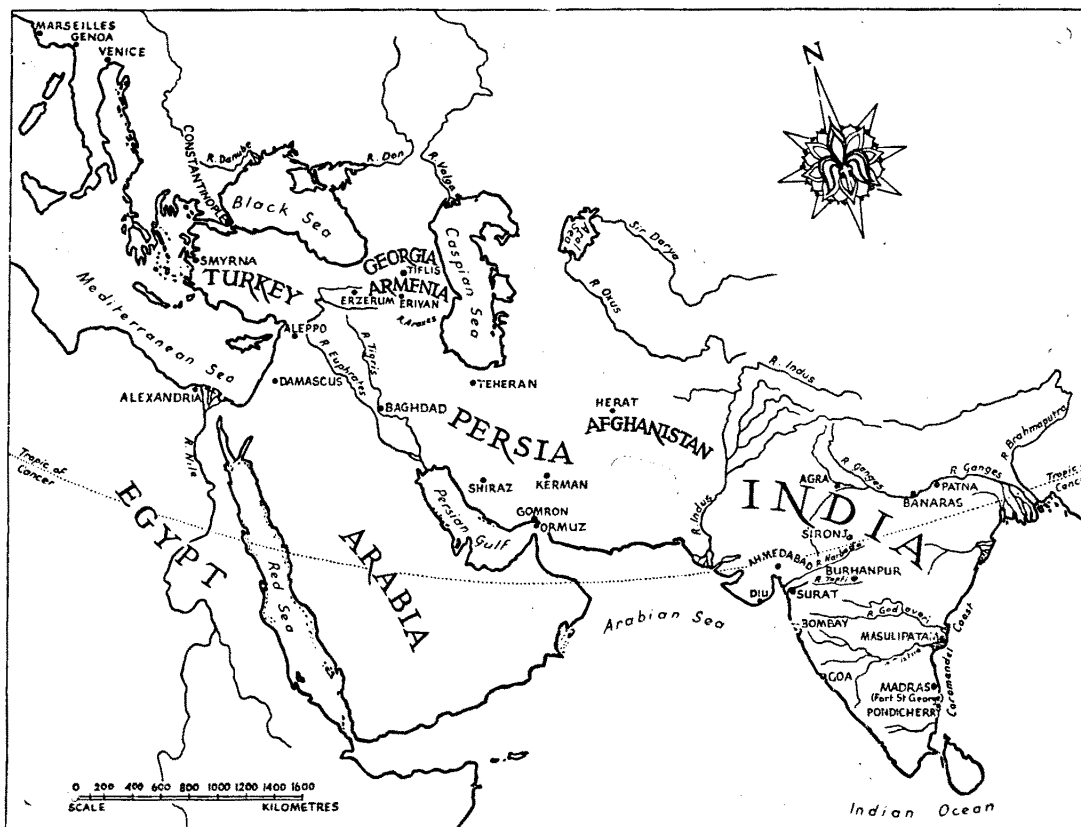 MARSEILLES
GENOA
VENICE
N
CONSTANTINOPLE
R. Danube
R. Don
R. Volga
Black Sea
Caspian Sea
Aral Sea
Sir Darya
R. Oxus
GEORGIA
TIFLIS
SMYRNA
TURKEY
ARMENIA
ERZERUM
ERIVAN
R. Araxes
Mediterranean Sea
ALEPPO
R. Tigris
R. Euphrates
R. Indus
DAMASCUS
TEHERAN
ALEXANDRIA
BAGHDAD
HERAT
AFGHANISTAN
PERSIA
R. Brahmaputra
R. Nile
Tropic of
Cancer
R. Ganges
R. Ganges
Tropic
Canc
SHIRAZ
KERMAN
AGRA
PATNA
BANARAS
EGYPT
Persian Gulf
GOMRON
ORMUZ
R. Indus
INDIA
SIRONJ
ARABIA
AHMEDABAD
R. Narbada
BURHANPUR
R. Tapti
Red Sea
DIU
SURAT
Arabian Sea
BOMBAY
R. Godaveri
MASULIPATAM
GOA
Coromandel Coast
MADRAS
(Fort St George)
PONDICHERRY
0 200 400 600 800 1000 1200 1400 1600
SCALE KILOMETRES
Indian Ocean